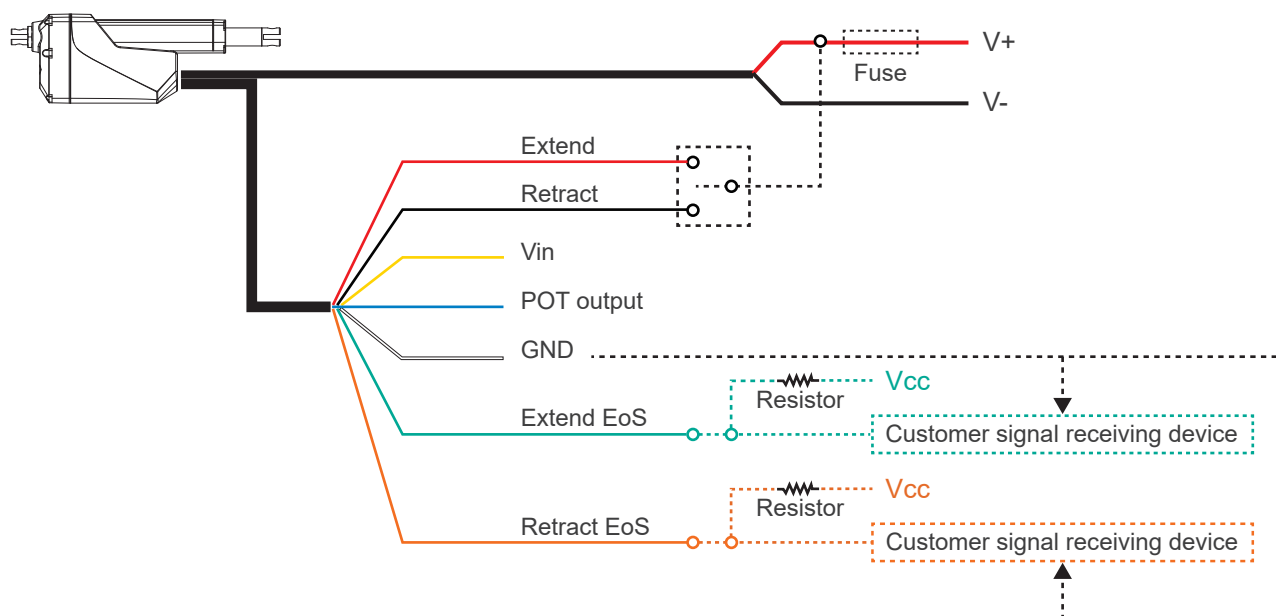 V+
Fuse
V-
Extend
Retract
Vin
POT output
GND
Vcc
Resistor
Extend EoS
Customer signal receiving device
Vcc
Resistor
Retract EoS
Customer signal receiving device